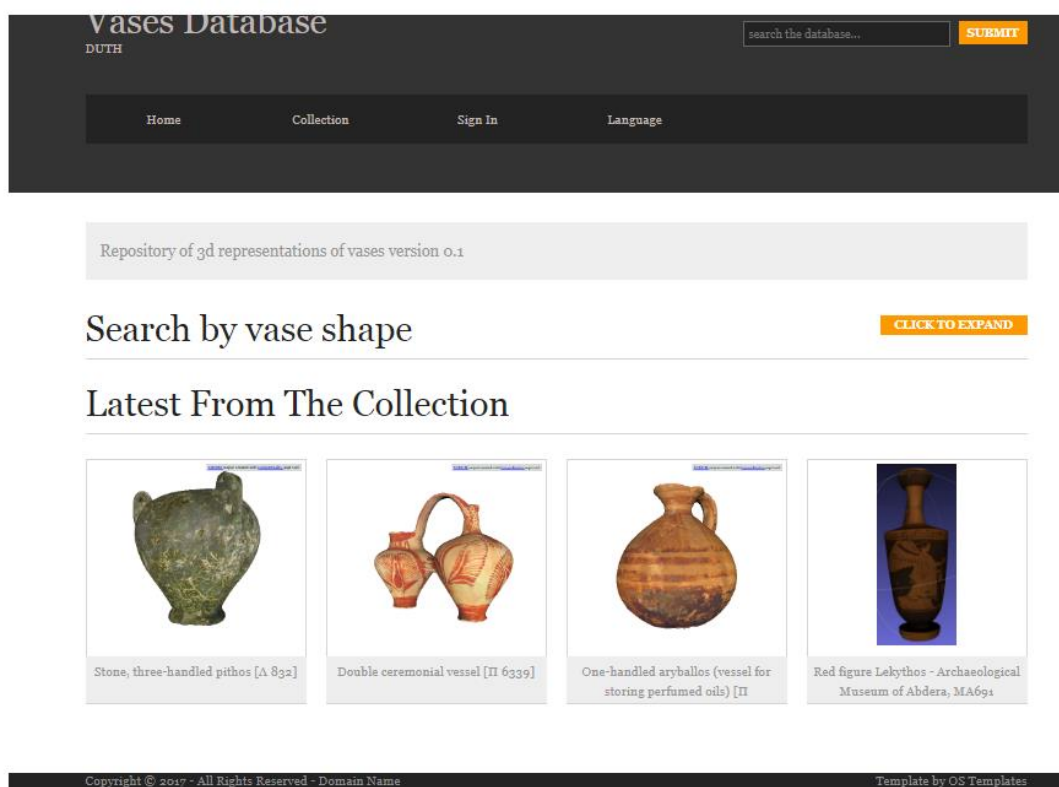 Vases Database
DUTH
search the database...
SUBMIT
Home
Collection
Sign In
Language
Repository of 3d representations of vases version 0.1
Search by vase shape
CLICK TO EXPAND
Latest From The Collection
Stone, three-handled pithos [Λ 832]
Double ceremonial vessel [Π 6339]
One-handled aryballos (vessel for
storing perfumed oils) [Π
Red figure Lekythos - Archaeological
Museum of Abdera, MA691
Copyright © 2017 - All Rights Reserved - Domain Name
Template by OS Templates